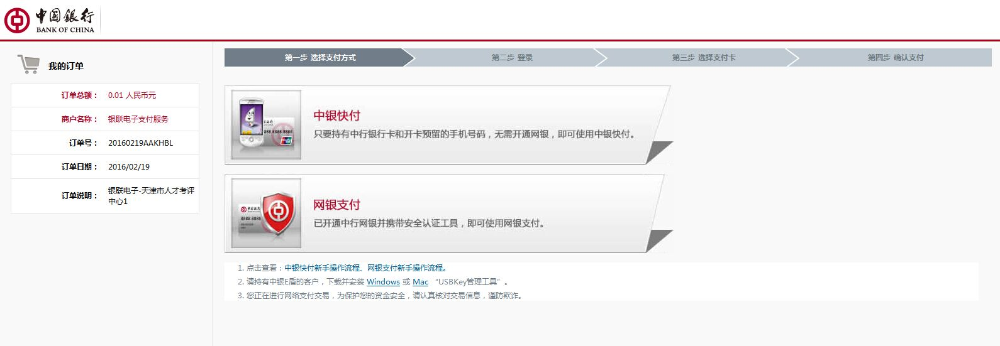 中国银行
BANK OF CHINA
我的订单
订单总额： 0.01 人民币元
商户名称： 银联电子支付服务
订单号： 20160219AAKHBL
订单日期： 2016/02/19
订单说明： 银联电子-天津市人才考评
中心1
第一步 选择支付方式
第二步 登录
第三步 选择支付卡
第四步 确认支付
中银快付
只要持有中行银行卡和开卡预留的手机号码，无需开通网银，即可使用中银快付。
888 8888 8888
网银支付
已开通中行网银并携带安全认证工具，即可使用网银支付。
中国银行
8888 8888
1. 点击查看：中银快付新手操作流程、网银支付新手操作流程。
2. 请持有中银E盾的客户，下载并安装 Windows 或 Mac “USBKey管理工具”。
3. 您正在进行网络支付交易，为保护您的资金安全，请认真核对交易信息，谨防欺诈。